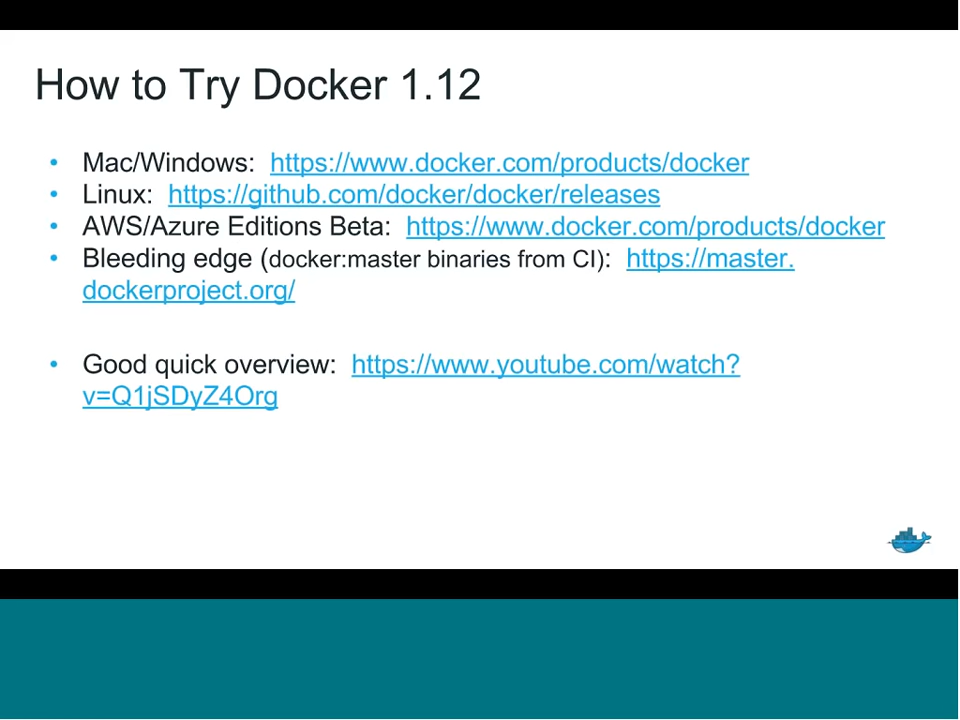 How to Try Docker 1.12
• Mac/Windows: https://www.docker.com/products/docker
• Linux: https://github.com/docker/docker/releases
• AWS/Azure Editions Beta: https://www.docker.com/products/docker
• Bleeding edge (docker:master binaries from CI): https://master.
dockerproject.org/
• Good quick overview: https://www.youtube.com/watch?
v=Q1jSDyZ4Org